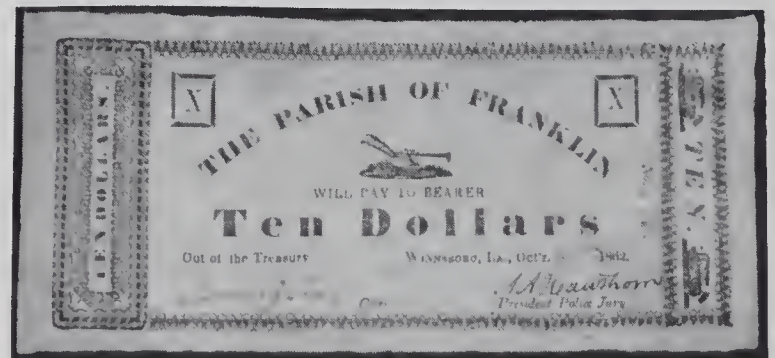 TEN DOLLARS.
X
X
THE PARISH OF FRANKLIN
WILL PAY TO BEARER
Ten Dollars
Out of the Treasury
WINNSBORO, LA., Oct'r. 1862.
Hawthorn
President Police Jury
TEN